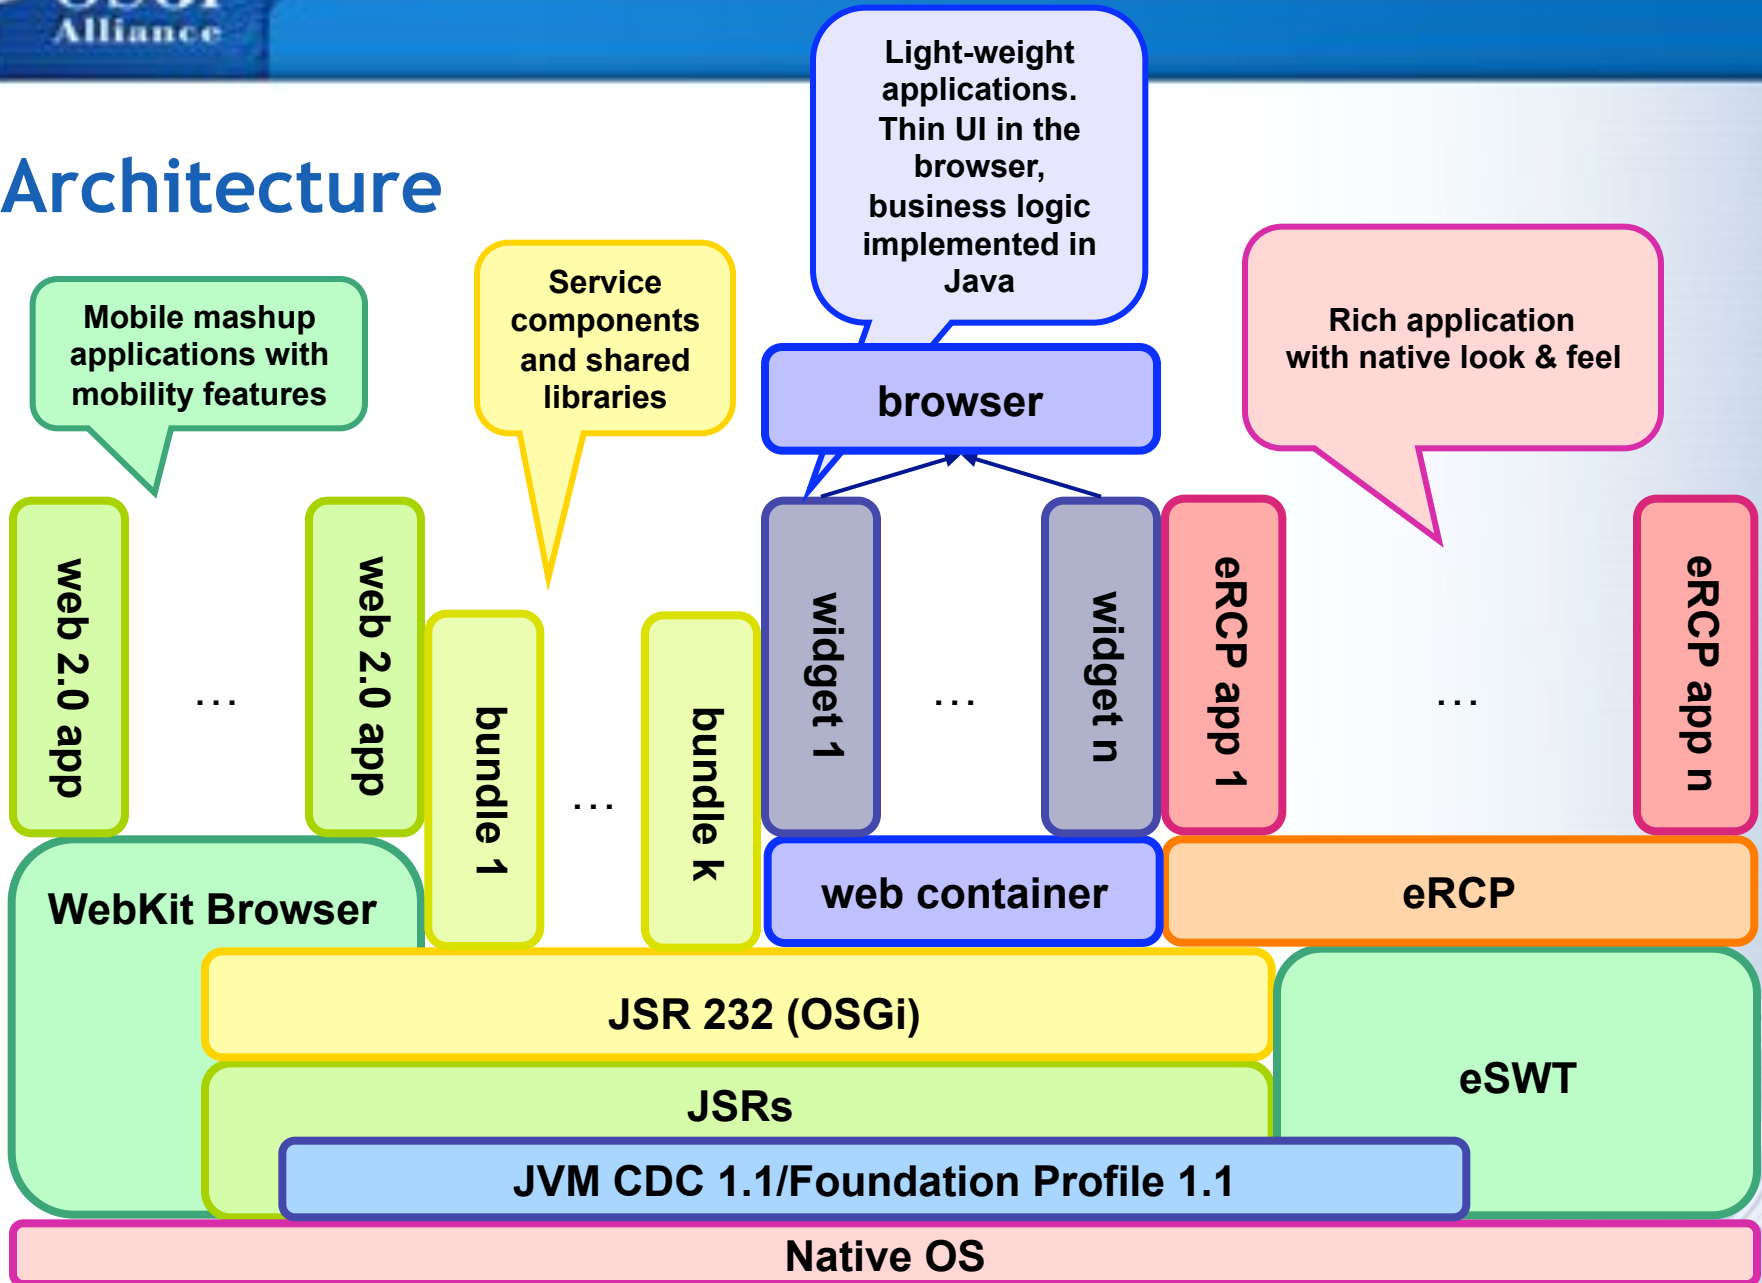 Alliance
Architecture
Light-weight
applications.
Thin UI in the
browser,
business logic
implemented in
Java
Service
components
and shared
libraries
Mobile mashup
applications with
mobility features
Rich application
with native look & feel
browser
web 2.0 app
...
web 2.0 app
bundle 1
...
bundle k
widget 1
...
widget n
eRCP app 1
...
eRCP app n
WebKit Browser
web container
eRCP
JSR 232 (OSGi)
eSWT
JSRs
JVM CDC 1.1/Foundation Profile 1.1
Native OS